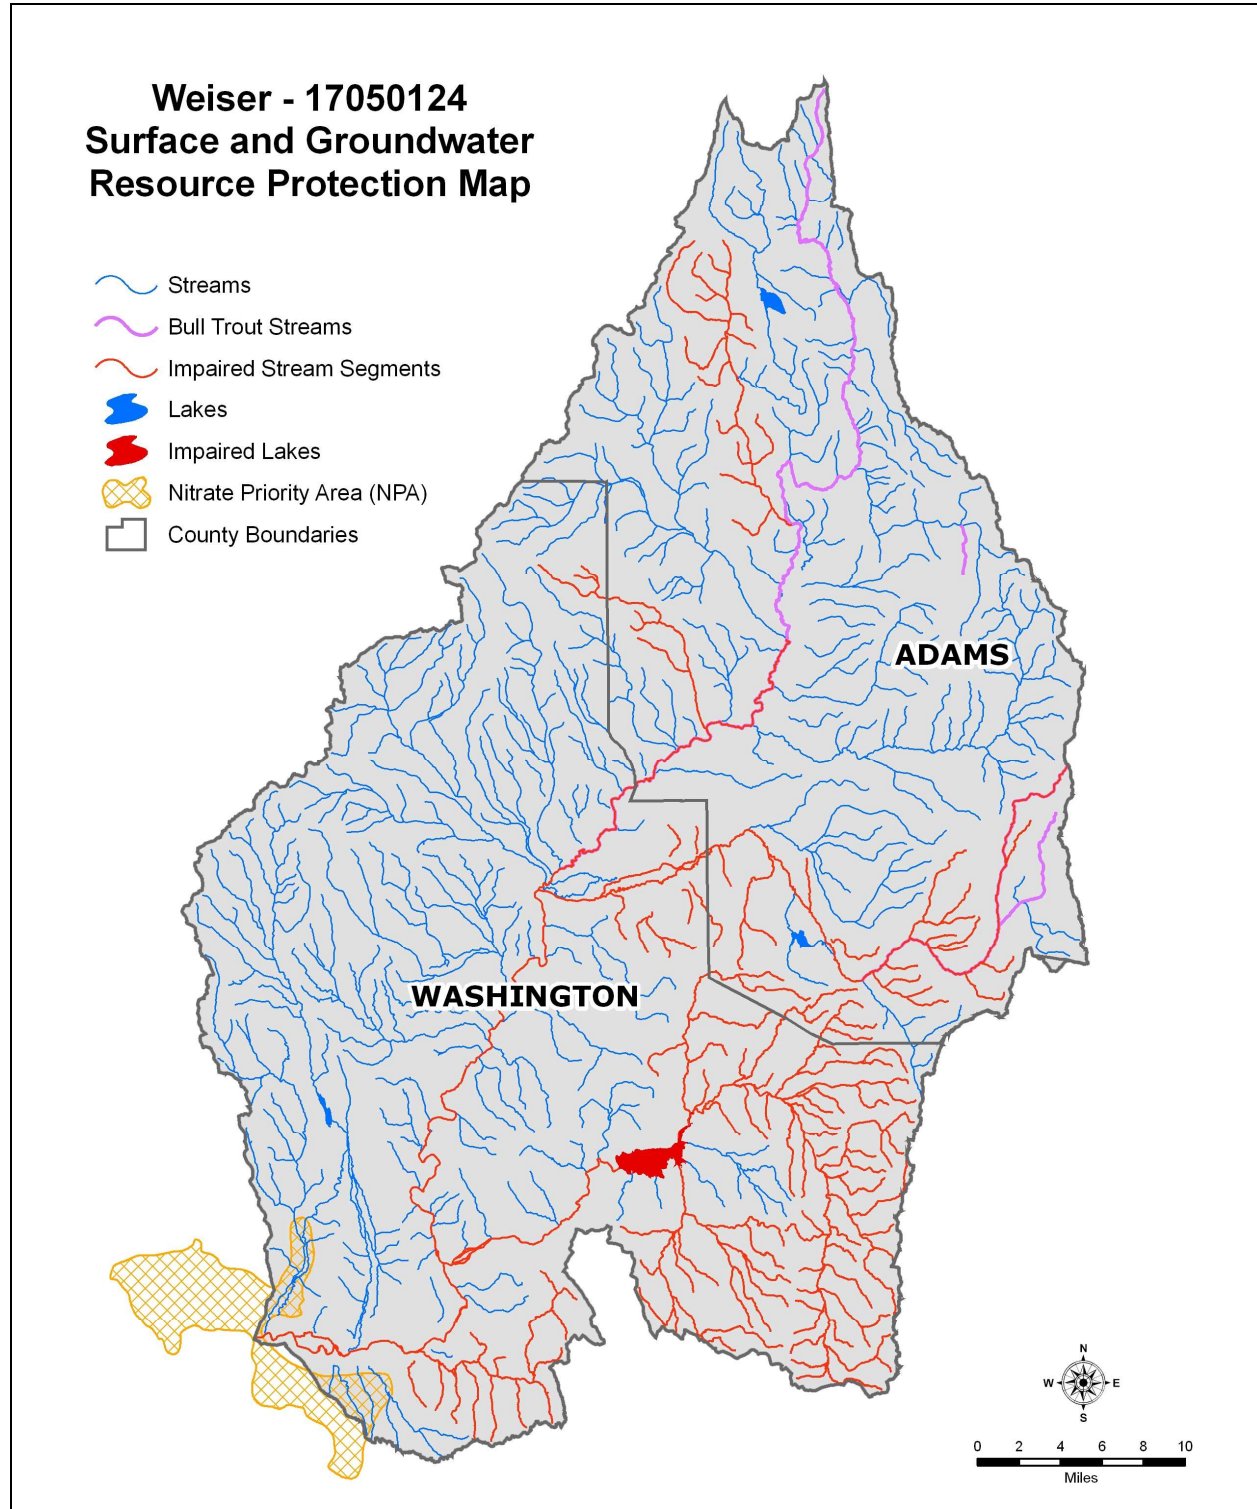 Weiser - 17050124
Surface and Groundwater
Resource Protection Map
Streams
Bull Trout Streams
Impaired Stream Segments
Lakes
Impaired Lakes
Nitrate Priority Area (NPA)
County Boundaries
ADAMS
WASHINGTON
N
W E
S
0 2 4 6 8 10
Miles